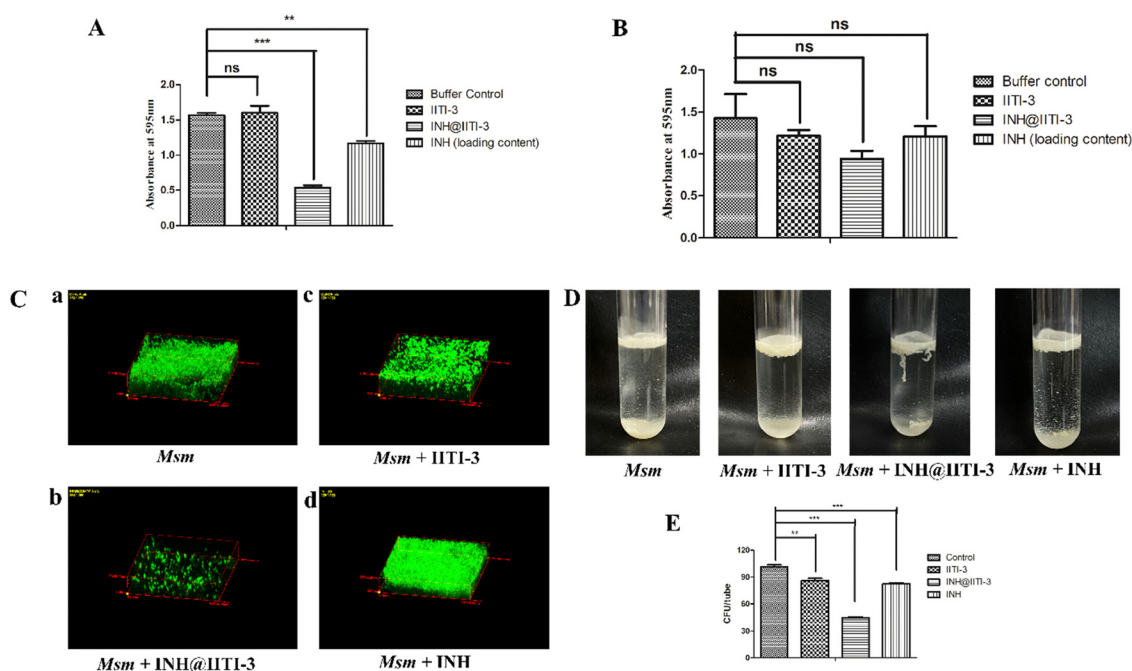 A
**
***
ns
Absorbance at 595nm
2.0
1.5
1.0
0.5
0.0
Buffer Control
IITI-3
INH@IITI-3
INH (loading content)
B
ns
ns
ns
Absorbance at 595nm
2.0
1.5
1.0
0.5
0.0
Buffer control
IITI-3
INH@IITI-3
INH (loading content)
C
a
Msm
c
Msm + IITI-3
b
Msm + INH@IITI-3
d
Msm + INH
D
Msm
Msm + IITI-3
Msm + INH@IITI-3
Msm + INH
E
***
***
**
CFU/tube
120
90
60
30
0
Control
IITI-3
INH@IITI-3
INH